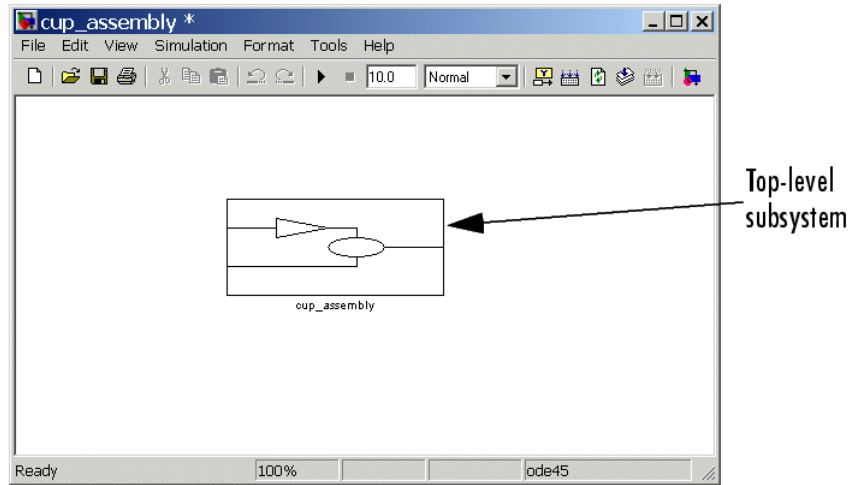 cup_assembly *
File Edit View Simulation Format Tools Help
10.0 Normal
Top-level
subsystem
cup_assembly
Ready 100% ode45